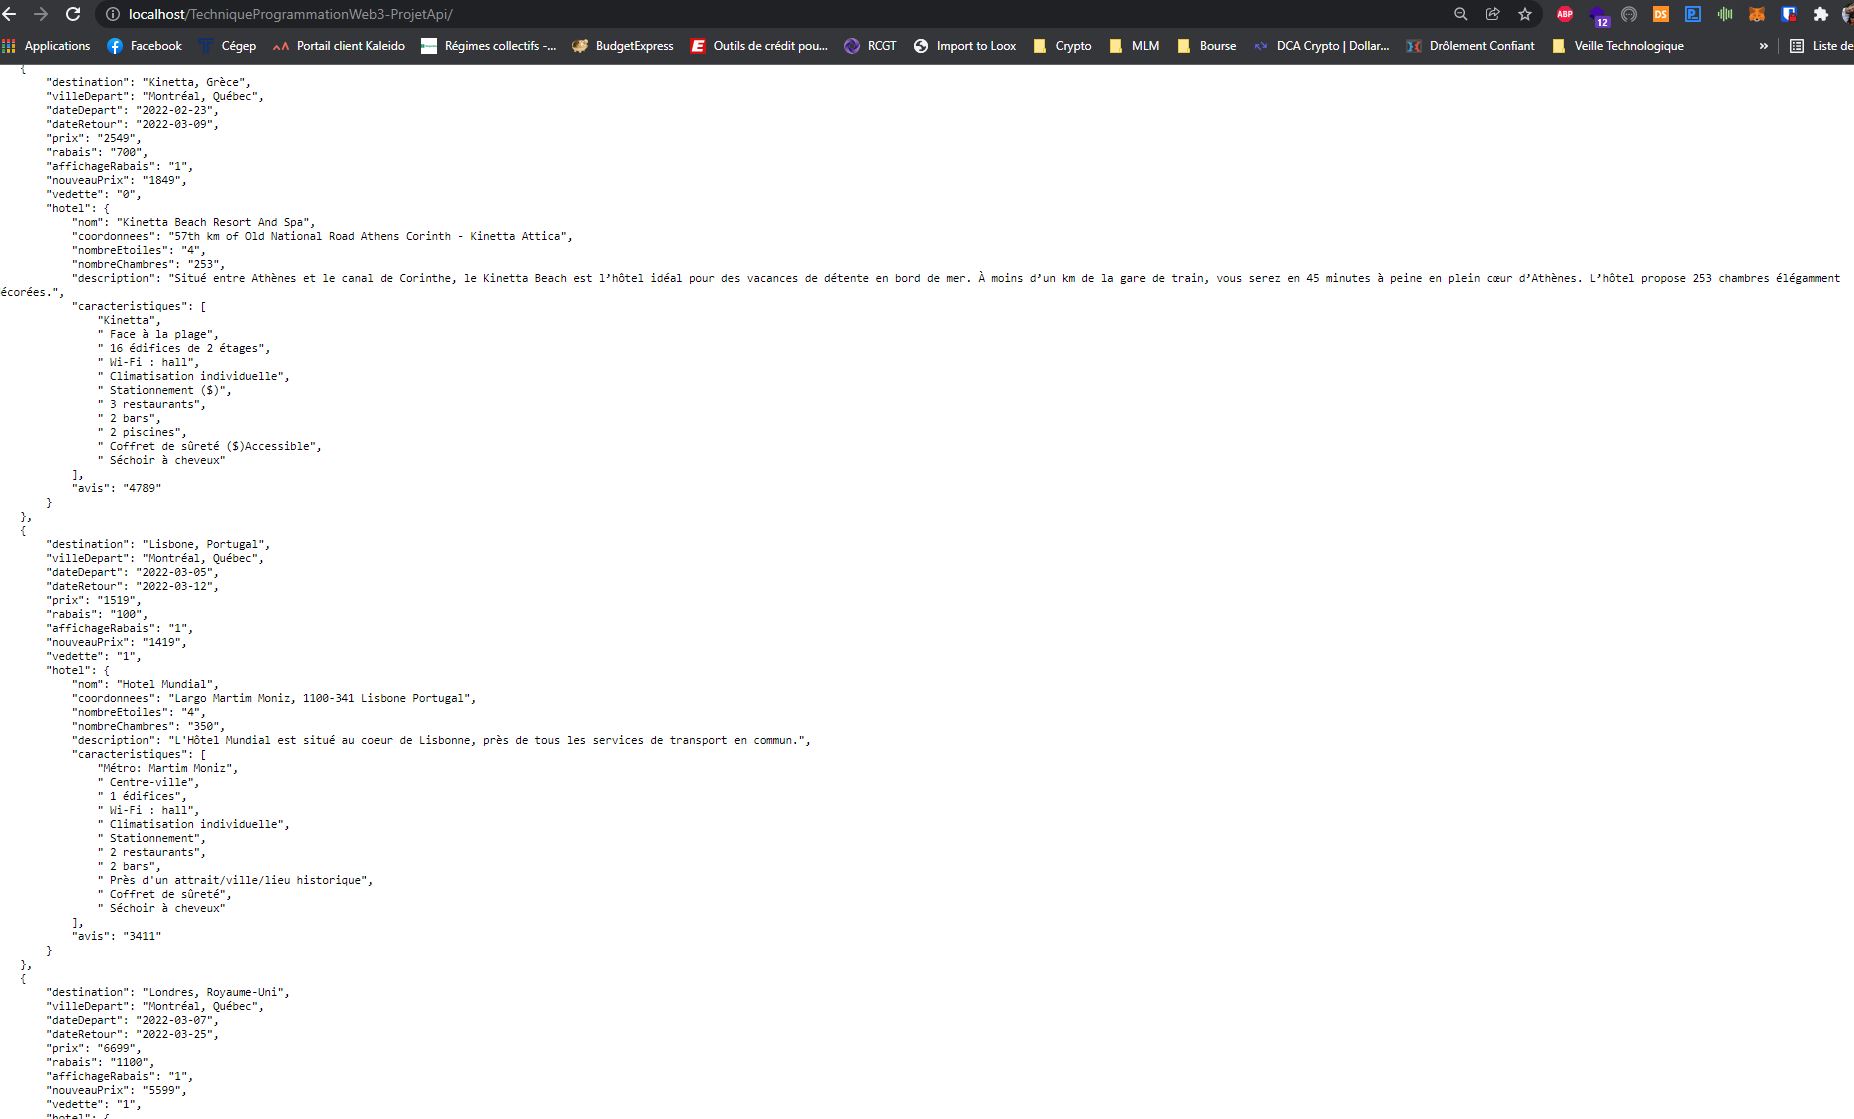 localhost/TechniqueProgrammationWeb3-ProjetApi/
ABP
12
DS
Applications Facebook Cégep Portail client Kaleido Régimes collectifs -... BudgetExpress Outils de crédit pou... RCGT Import to Loox Crypto MLM Bourse DCA Crypto | Dollar... Drôlement Confiant Veille Technologique » Liste de
{
"destination": "Kinetta, Grèce",
"villeDepart": "Montréal, Québec",
"dateDepart": "2022-02-23",
"dateRetour": "2022-03-09",
"prix": "2549",
"rabais": "700",
"affichageRabais": "1",
"nouveauPrix": "1849",
"vedette": "0",
"hotel": {
"nom": "Kinetta Beach Resort And Spa",
"coordonnees": "57th km of Old National Road Athens Corinth - Kinetta Attica",
"nombreEtoiles": "4",
"nombreChambres": "253",
"description": "Situé entre Athènes et le canal de Corinthe, le Kinetta Beach est l’hôtel idéal pour des vacances de détente en bord de mer. À moins d’un km de la gare de train, vous serez en 45 minutes à peine en plein cœur d’Athènes. L’hôtel propose 253 chambres élégamment
écorées.",
"caracteristiques": [
"Kinetta",
" Face à la plage",
" 16 édifices de 2 étages",
" Wi-Fi : hall",
" Climatisation individuelle",
" Stationnement ($)",
" 3 restaurants",
" 2 bars",
" 2 piscines",
" Coffret de sûreté ($)Accessible",
" Séchoir à cheveux"
],
"avis": "4789"
}
},
{
"destination": "Lisbone, Portugal",
"villeDepart": "Montréal, Québec",
"dateDepart": "2022-03-05",
"dateRetour": "2022-03-12",
"prix": "1519",
"rabais": "100",
"affichageRabais": "1",
"nouveauPrix": "1419",
"vedette": "1",
"hotel": {
"nom": "Hotel Mundial",
"coordonnees": "Largo Martim Moniz, 1100-341 Lisbone Portugal",
"nombreEtoiles": "4",
"nombreChambres": "350",
"description": "L'Hôtel Mundial est situé au coeur de Lisbonne, près de tous les services de transport en commun.",
"caracteristiques": [
"Métro: Martim Moniz",
" Centre-ville",
" 1 édifices",
" Wi-Fi : hall",
" Climatisation individuelle",
" Stationnement",
" 2 restaurants",
" 2 bars",
" Près d'un attrait/ville/lieu historique",
" Coffret de sûreté",
" Séchoir à cheveux"
],
"avis": "3411"
}
},
{
"destination": "Londres, Royaume-Uni",
"villeDepart": "Montréal, Québec",
"dateDepart": "2022-03-07",
"dateRetour": "2022-03-25",
"prix": "6699",
"rabais": "1100",
"affichageRabais": "1",
"nouveauPrix": "5599",
"vedette": "1",
"hotel": {